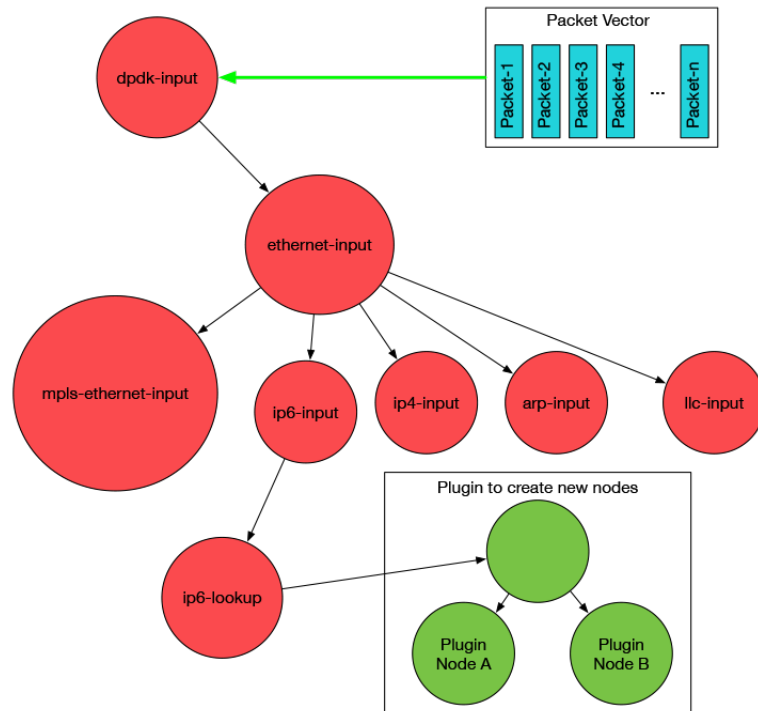 Packet Vector
dpdk-input
Packet-1
Packet-2
Packet-3
Packet-4
...
Packet-n
ethernet-input
mpls-ethernet-input
ip6-input
ip4-input
arp-input
llc-input
Plugin to create new nodes
ip6-lookup
Plugin
Node A
Plugin
Node B